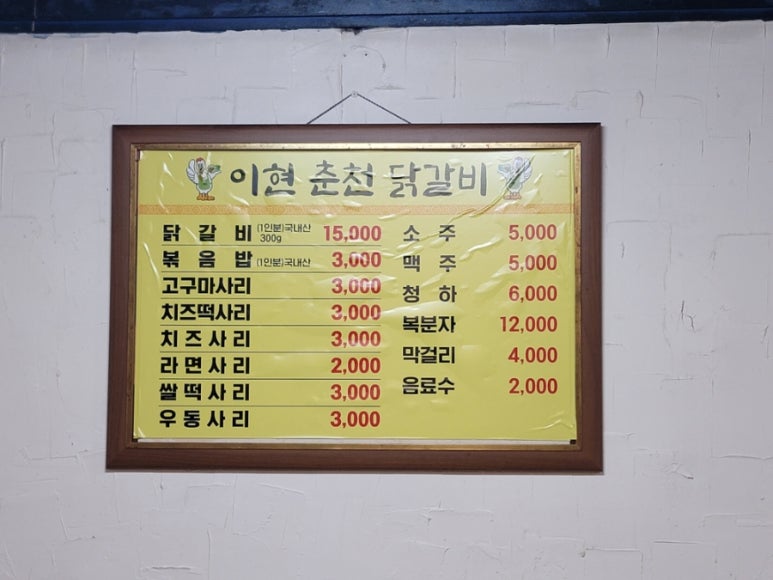 이현 춘천 닭갈비
닭 갈 비 (1인분)국내산 300g 15,000
볶 음 밥 (1인분)국내산 3,000
고구마사리 3,000
치즈떡사리 3,000
치 즈 사 리 3,000
라 면 사 리 2,000
쌀 떡 사 리 3,000
우 동 사 리 3,000
소 주 5,000
맥 주 5,000
청 하 6,000
복분자 12,000
막걸리 4,000
음료수 2,000